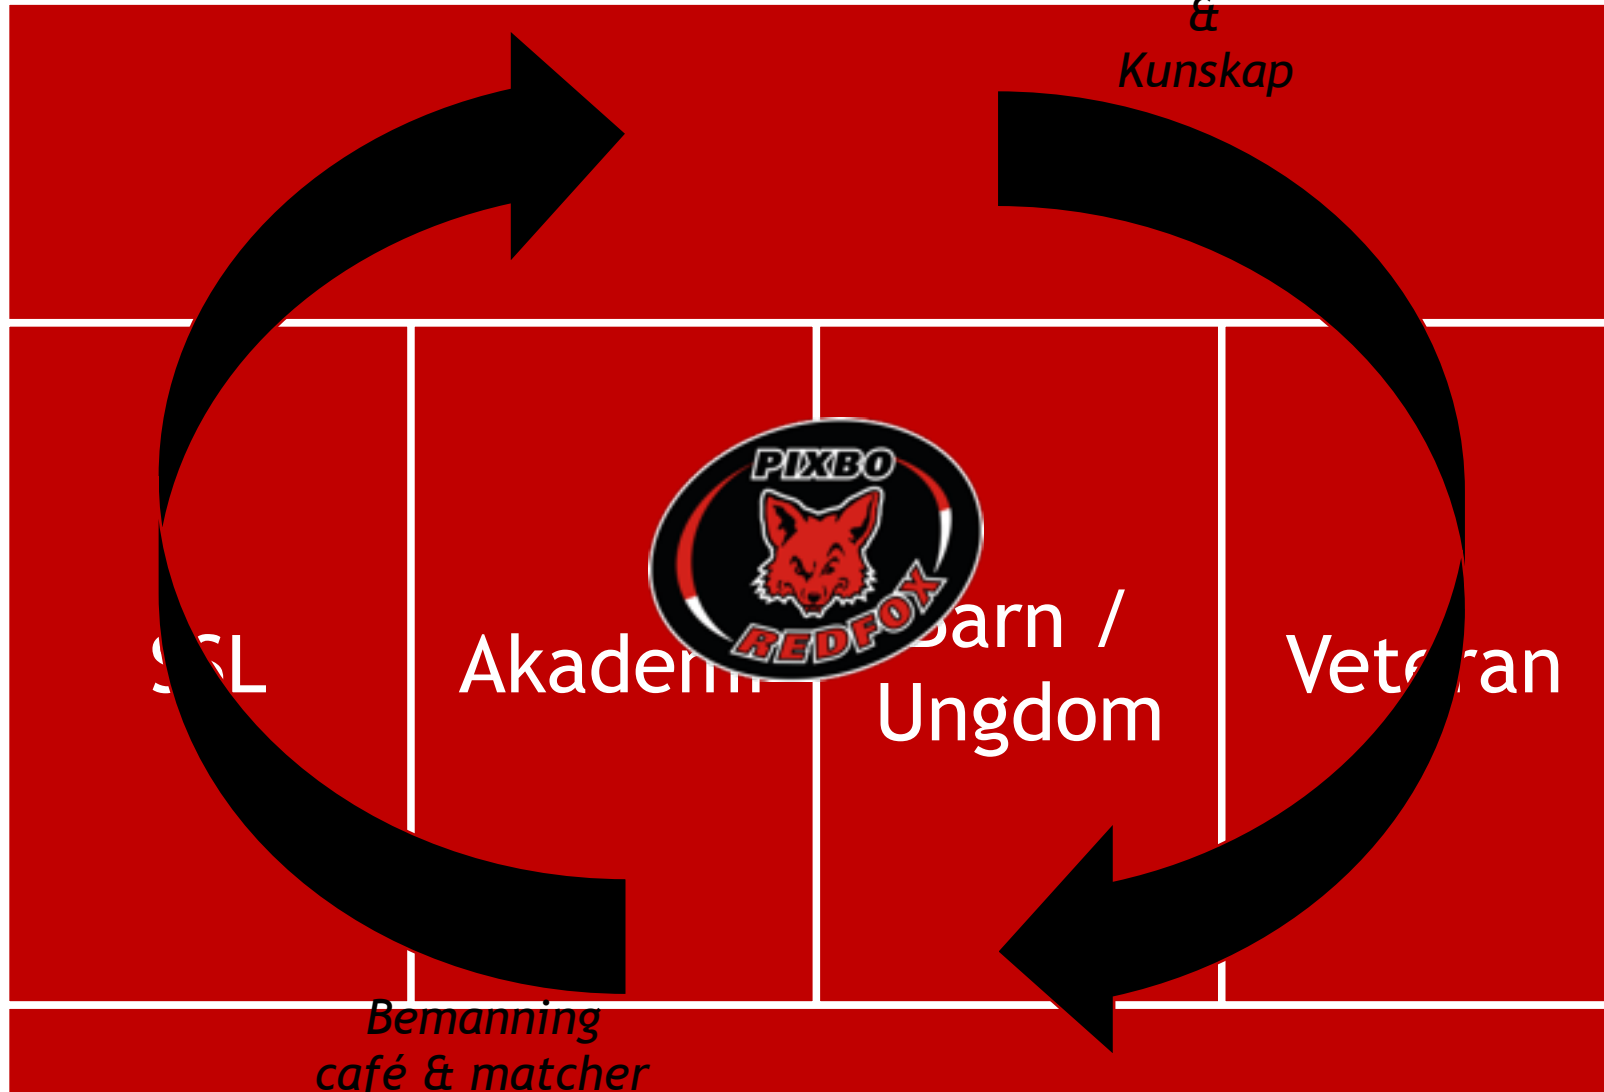 &
Kunskap
PIXBO
REDFOX
SSL
Akademi
Barn /
Ungdom
Veteran
Bemanning
café & matcher